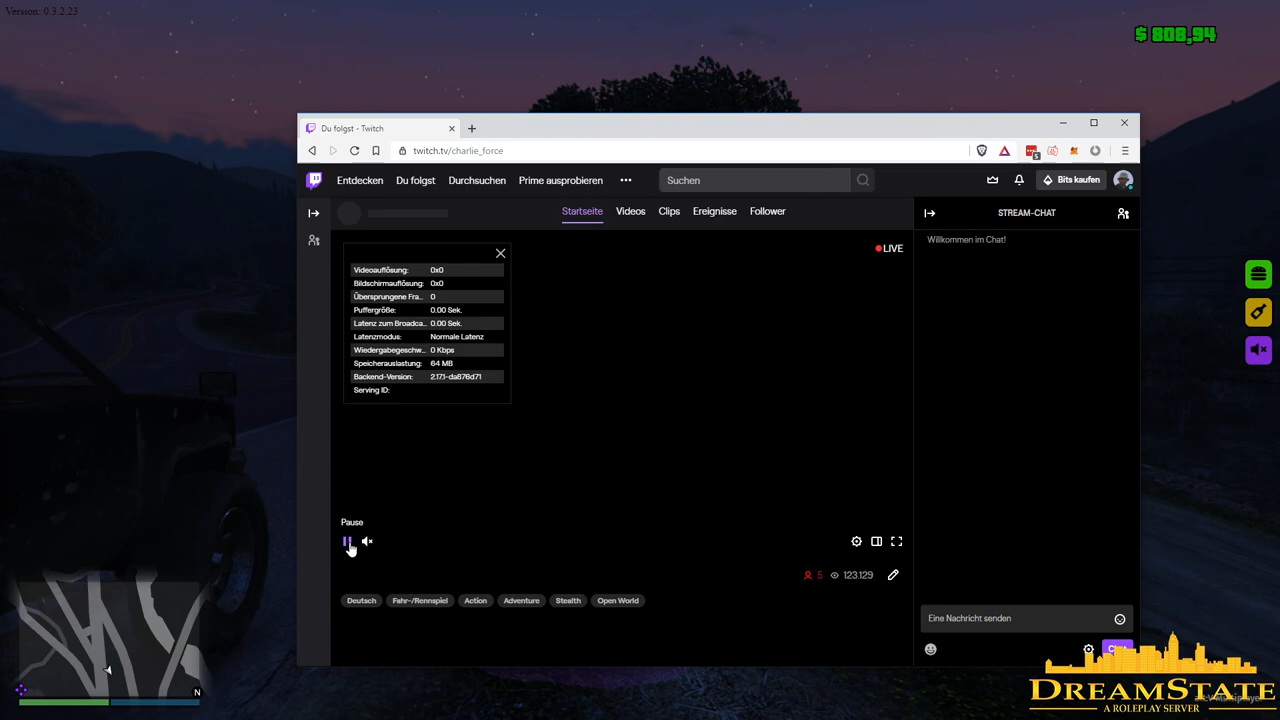 Version: 0.3.2.23
$ 808,94
Du folgst - Twitch
twitch.tv/charlie_force
5
Entdecken
Du folgst
Durchsuchen
Prime ausprobieren
Suchen
Bits kaufen
Startseite
Videos
Clips
Ereignisse
Follower
STREAM-CHAT
Willkommen im Chat!
LIVE
Videoauflösung: 0x0
Bildschirmauflösung: 0x0
Übersprungene Fra... 0
Puffergröße: 0.00 Sek.
Latenz zum Broadca... 0.00 Sek.
Latenzmodus: Normale Latenz
Wiedergabegeschw... 0 Kbps
Speicherauslastung: 64 MB
Backend-Version: 2.17.1-da876d71
Serving ID:
Pause
5 123.129
Deutsch
Fahr-/Rennspiel
Action
Adventure
Stealth
Open World
Eine Nachricht senden
N
DREAMSTATE
A ROLEPLAY SERVER